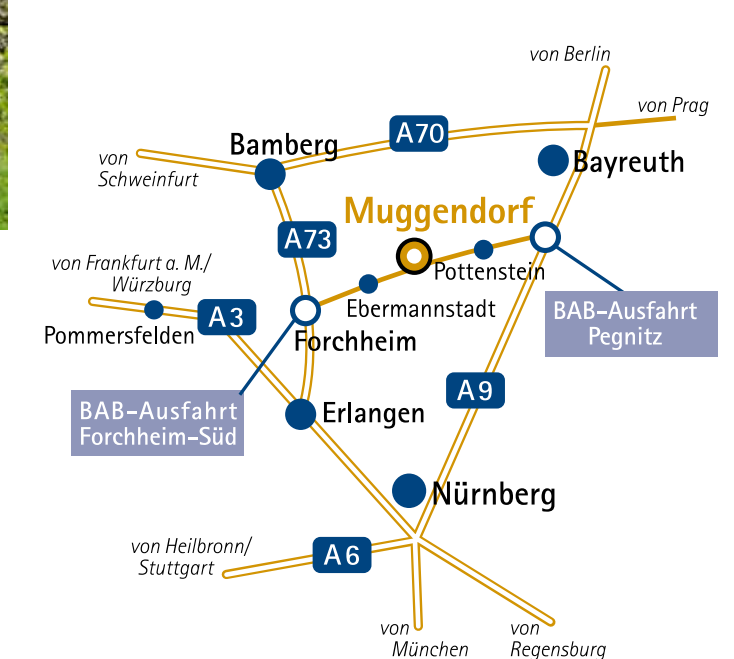 von Berlin
von Prag
A70
Bamberg
von
Schweinfurt
Bayreuth
Muggendorf
A73
von Frankfurt a. M./
Würzburg
Pottenstein
Ebermannstadt
BAB-Ausfahrt
Pegnitz
A3
Pommersfelden
Forchheim
A9
BAB-Ausfahrt
Forchheim-Süd
Erlangen
Nürnberg
von Heilbronn/
Stuttgart
A6
von
München
von
Regensburg